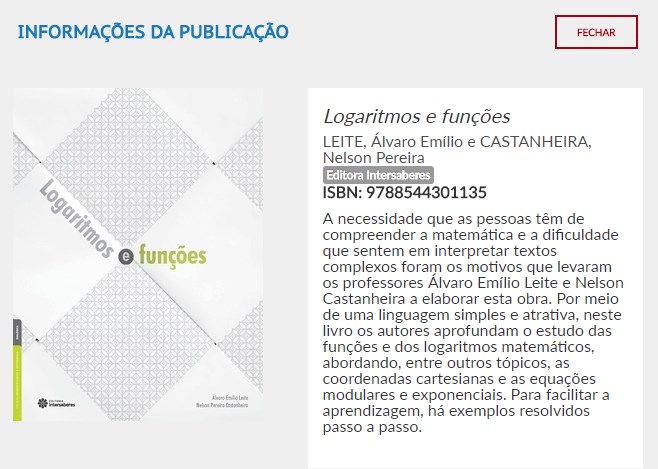 INFORMAÇÕES DA PUBLICAÇÃO
FECHAR
Logaritmos
e funções
Álvaro Emílio Leite
Nelson Pereira Castanheira
EDITORA
intersaberes
Logaritmos e funções
LEITE, Álvaro Emílio e CASTANHEIRA,
Nelson Pereira
Editora Intersaberes
ISBN: 9788544301135
A necessidade que as pessoas têm de
compreender a matemática e a dificuldade
que sentem em interpretar textos
complexos foram os motivos que levaram
os professores Álvaro Emílio Leite e Nelson
Castanheira a elaborar esta obra. Por meio
de uma linguagem simples e atrativa, neste
livro os autores aprofundam o estudo das
funções e dos logaritmos matemáticos,
abordando, entre outros tópicos, as
coordenadas cartesianas e as equações
modulares e exponenciais. Para facilitar a
aprendizagem, há exemplos resolvidos
passo a passo.